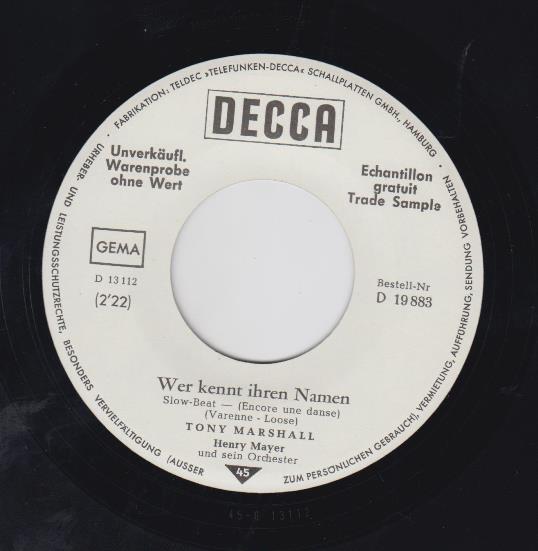 · FABRIKATION: TELDEC »TELEFUNKEN-DECCA« SCHALLPLATTEN GMBH., HAMBURG ·
URHEBER- UND LEISTUNGSSCHUTZRECHTE, BESONDERS VERVIELFÄLTIGUNG (AUSSER
ZUM PERSÖNLICHEN GEBRAUCH), VERMIETUNG, AUFFÜHRUNG, SENDUNG VORBEHALTEN
DECCA
Unverkäufl.
Warenprobe
ohne Wert
Echantillon
gratuit
Trade Sample
GEMA
D 13 112
(2'22)
Bestell-Nr
D 19 883
Wer kennt ihren Namen
Slow-Beat — (Encore une danse)
(Varenne - Loose)
TONY MARSHALL
Henry Mayer
und sein Orchester
45
45-D 13112